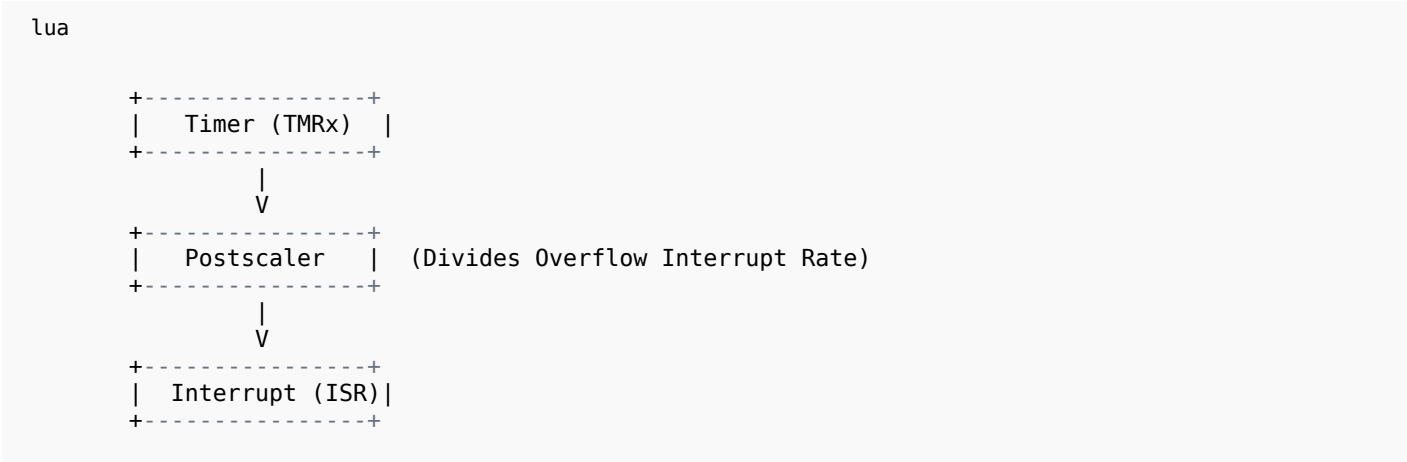 lua
+----------------+
|   Timer (TMRx)  |
+----------------+
|
V
+----------------+
|   Postscaler   |  (Divides Overflow Interrupt Rate)
+----------------+
|
V
+----------------+
|  Interrupt (ISR)|
+----------------+